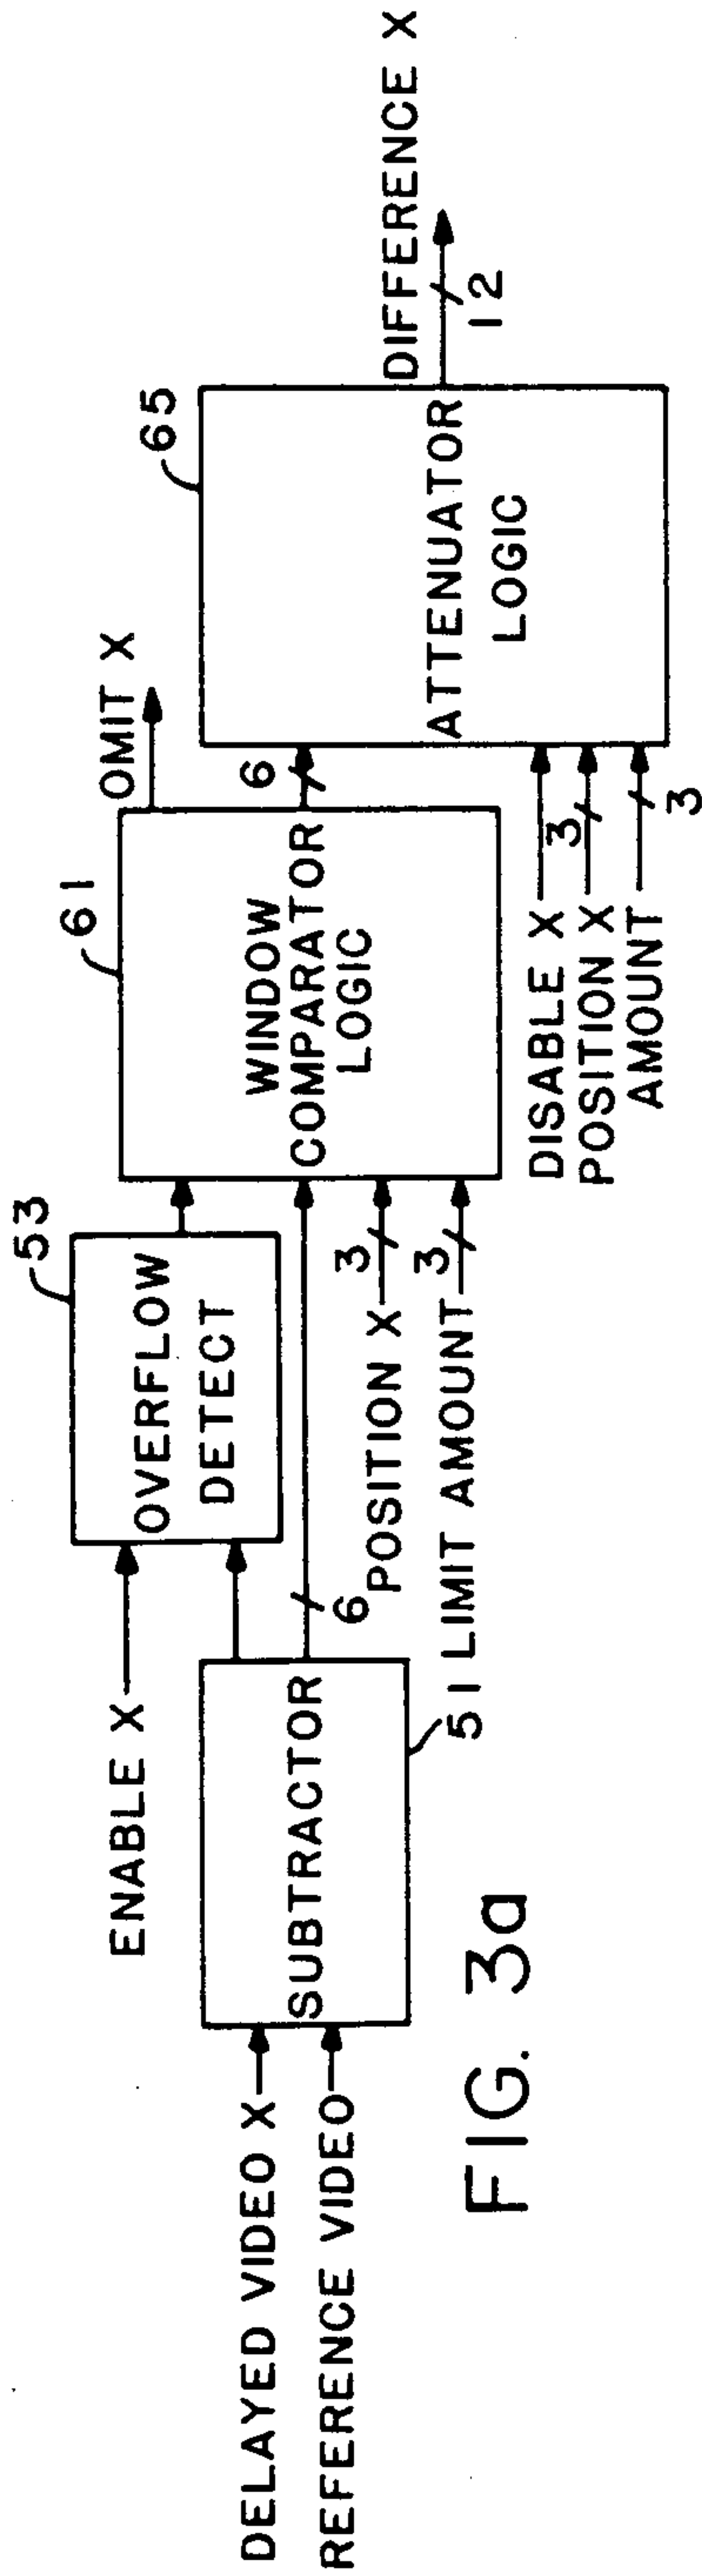 DELAYED VIDEO X
REFERENCE VIDEO
SUBTRACTOR
51
ENABLE X
6
OVERFLOW
DETECT
53
POSITION X
3
LIMIT AMOUNT
3
WINDOW
COMPARATOR
LOGIC
61
OMIT X
6
DISABLE X
POSITION X
3
AMOUNT
3
ATTENUATOR
LOGIC
65
DIFFERENCE X
12
FIG. 3a